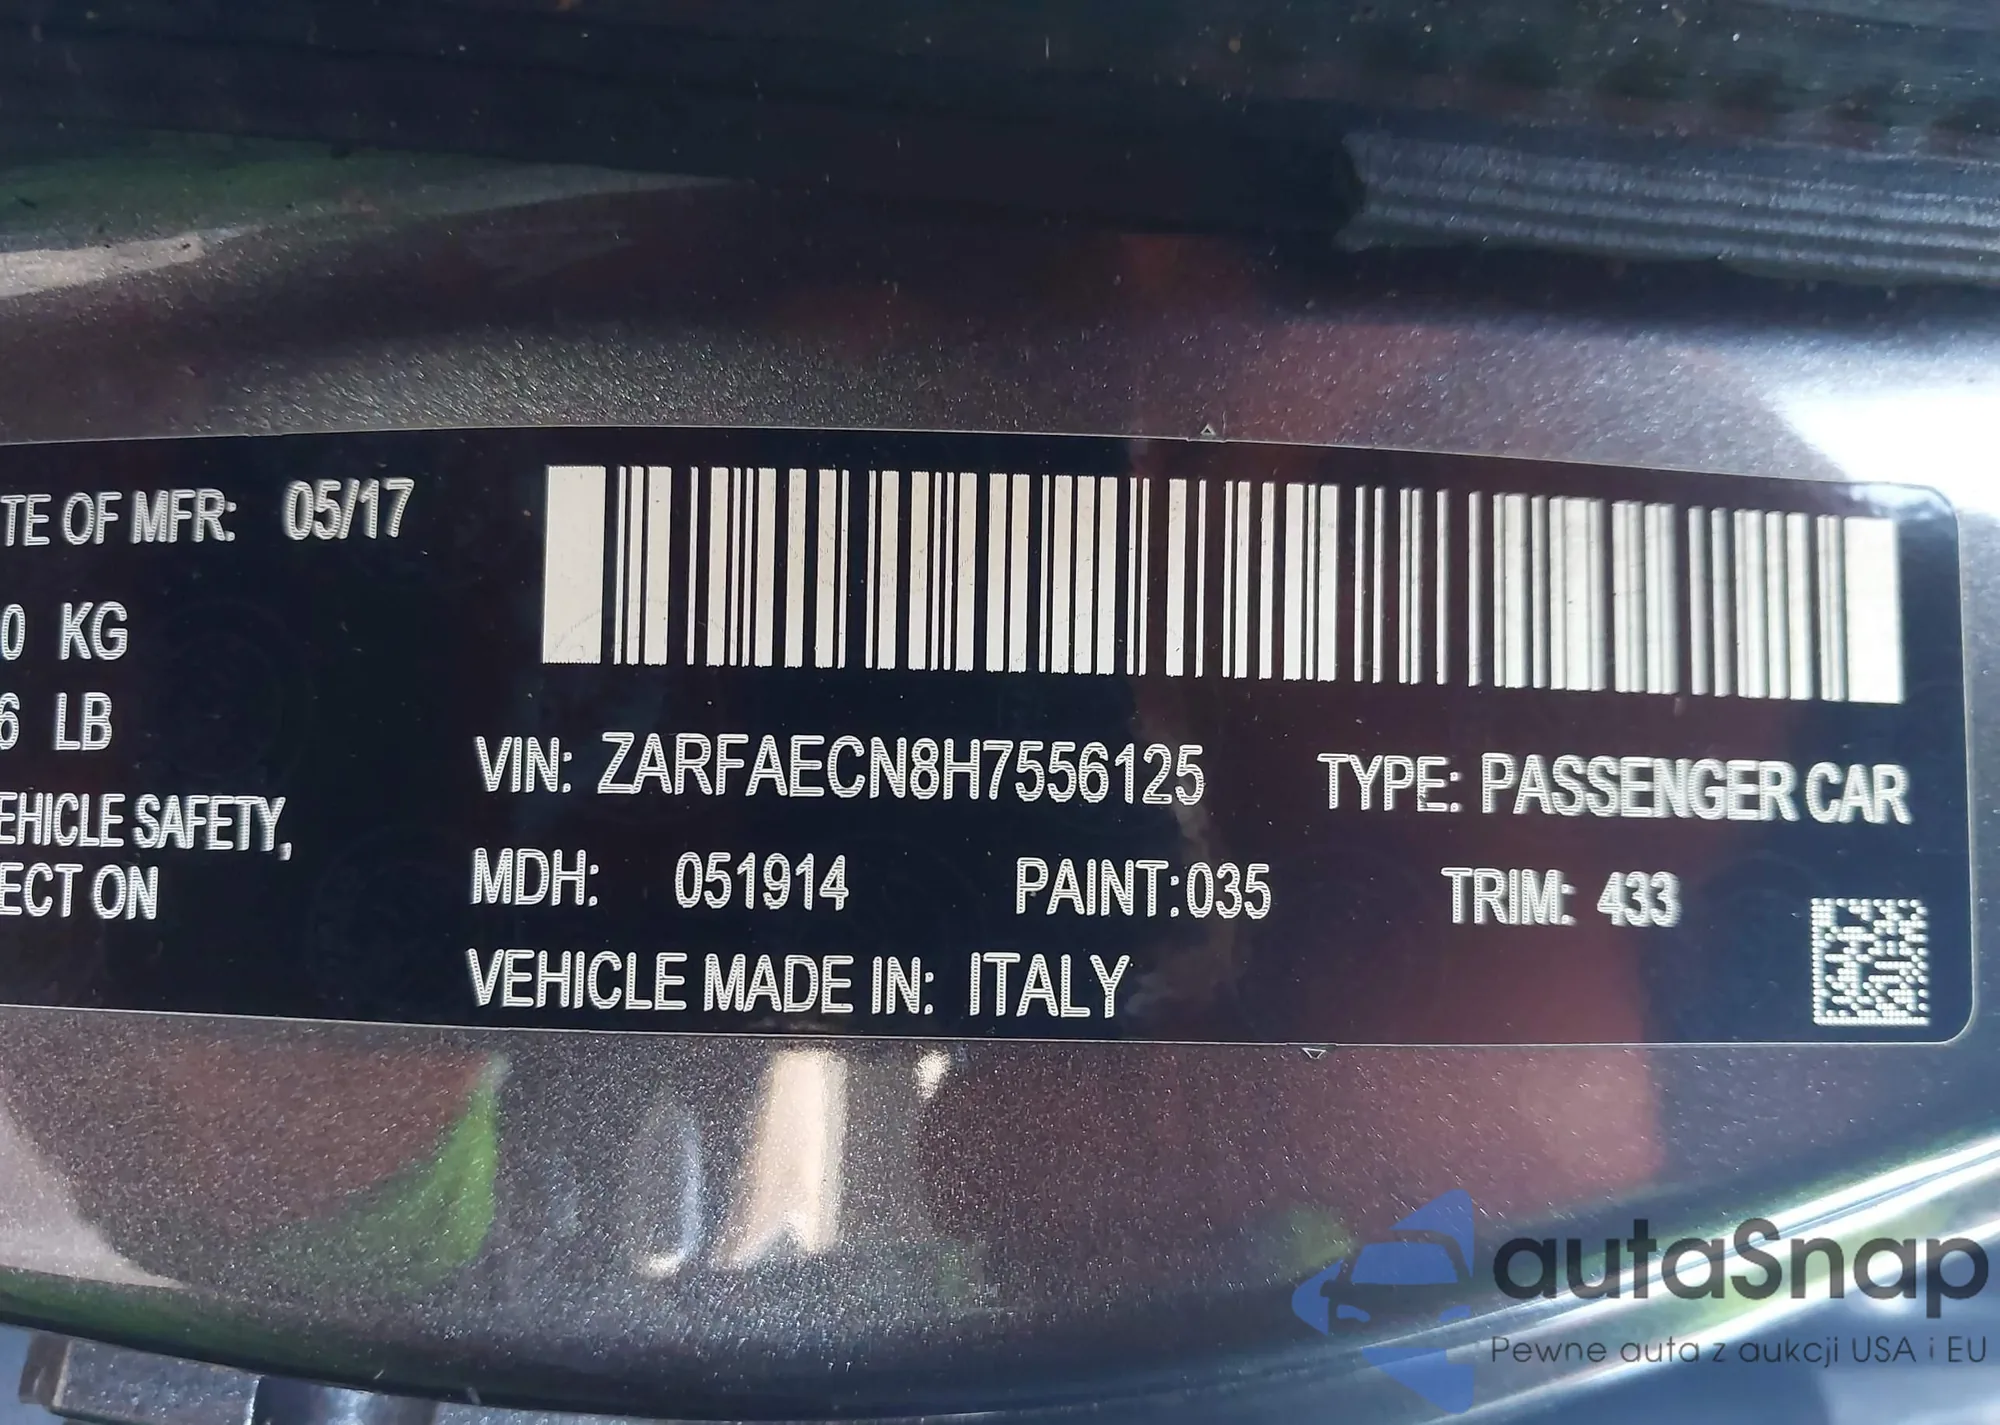 TE OF MFR: 05/17
0 KG
6 LB
EHICLE SAFETY,
ECT ON
VIN: ZARFAECN8H7556125 TYPE: PASSENGER CAR
MDH: 051914 PAINT:035 TRIM: 433
VEHICLE MADE IN: ITALY
autaSnap
Pewne auta z aukcji USA i EU